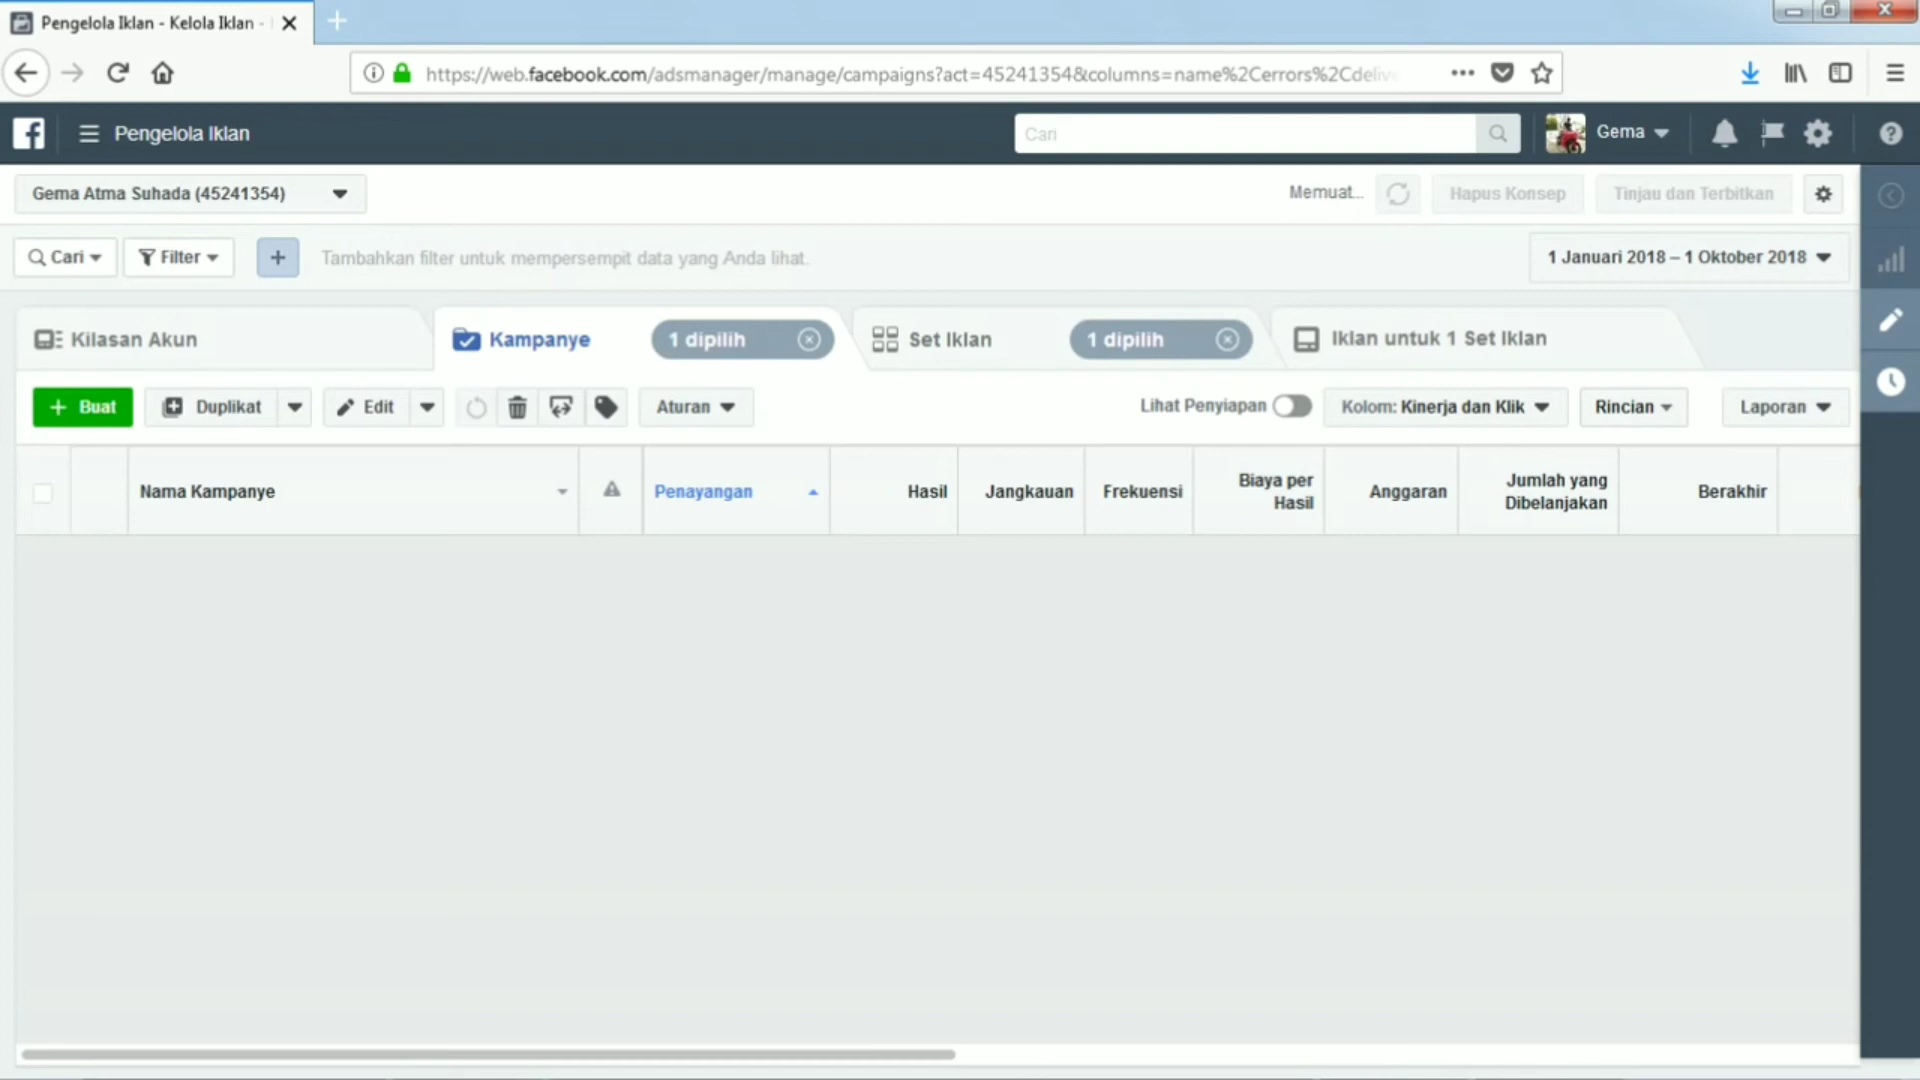 Pengelola Iklan - Kelola Iklan -
https://web.facebook.com/adsmanager/manage/campaigns?act=45241354&columns=name%2Cerrors%2Cdelive
Pengelola Iklan
Cari
Gema
Gema Atma Suhada (45241354)
Memuat...
Hapus Konsep
Tinjau dan Terbitkan
Cari
Filter
Tambahkan filter untuk mempersempit data yang Anda lihat.
1 Januari 2018 – 1 Oktober 2018
Kilasan Akun
Kampanye
1 dipilih
Set Iklan
1 dipilih
Iklan untuk 1 Set Iklan
+ Buat
Duplikat
Edit
Aturan
Lihat Penyiapan
Kolom: Kinerja dan Klik
Rincian
Laporan
Nama Kampanye
Penayangan
Hasil
Jangkauan
Frekuensi
Biaya per
Hasil
Anggaran
Jumlah yang
Dibelanjakan
Berakhir